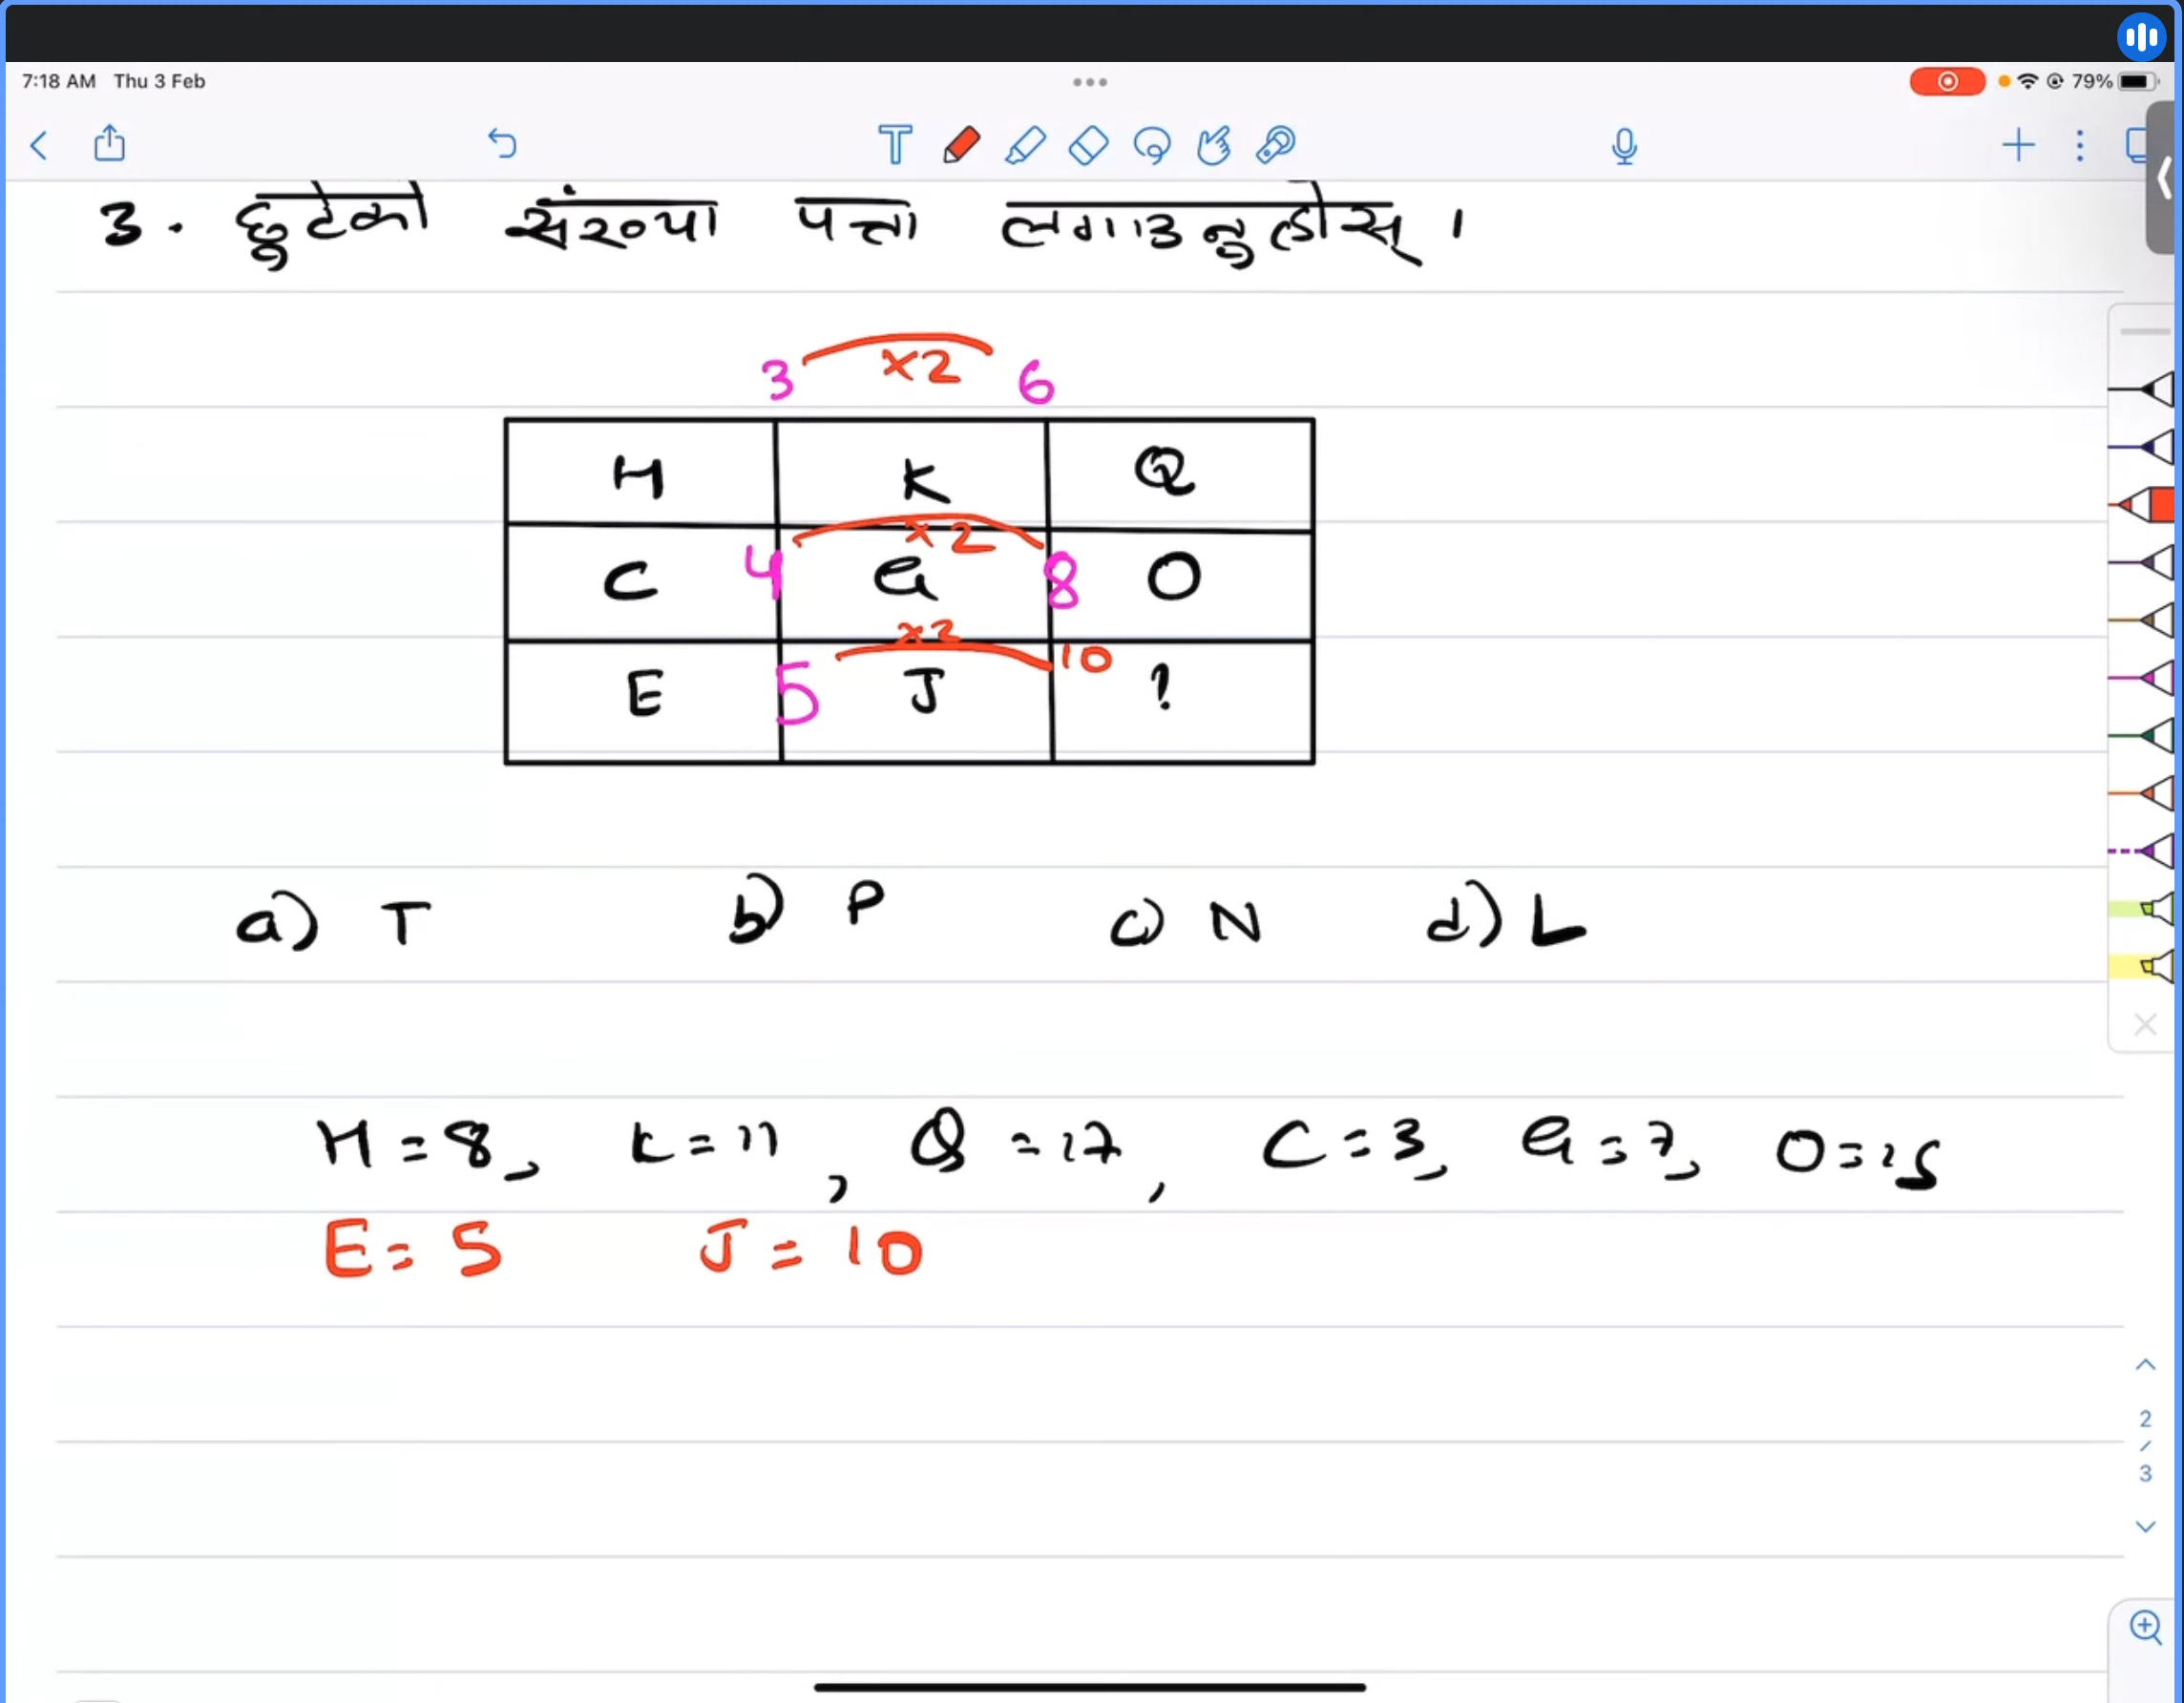 7:18 AM Thu 3 Feb
79%
3. छुटेको संख्या पत्ता लगाउनुहोस् ।
3 ×2 6
H K Q
×2
C 4 G 8 O
×2
E 5 J 10 ?
a) T b) P c) N d) L
H = 8, K = 11, Q = 17, C = 3, G = 7, O = 15
E = 5 J = 10
2
/
3